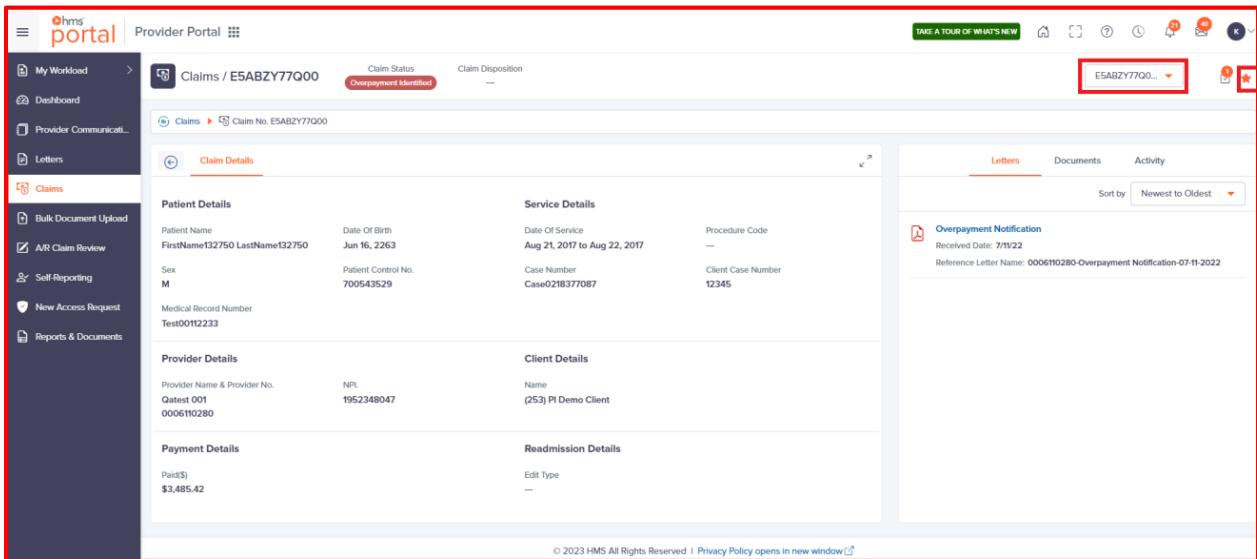 hms
portal
Provider Portal
TAKE A TOUR OF WHAT'S NEW
21
40
K
My Workload
Dashboard
Provider Communicati...
Letters
Claims
Bulk Document Upload
A/R Claim Review
Self-Reporting
New Access Request
Reports & Documents
Claims / E5ABZY77Q00
Claim Status
Overpayment Identified
Claim Disposition
---
E5ABZY77Q0...
1
Claims
Claim No. E5ABZY77Q00
Claim Details
Patient Details
Patient Name
FirstName132750 LastName132750
Date Of Birth
Jun 16, 2263
Sex
M
Patient Control No.
700543529
Medical Record Number
Test00112233
Service Details
Date Of Service
Aug 21, 2017 to Aug 22, 2017
Procedure Code
---
Case Number
Case0218377087
Client Case Number
12345
Provider Details
Provider Name & Provider No.
Qatest 001
0006110280
NPI.
1952348047
Client Details
Name
(253) PI Demo Client
Payment Details
Paid($)
$3,485.42
Readmission Details
Edit Type
---
Letters
Documents
Activity
Sort by
Newest to Oldest
Overpayment Notification
Received Date: 7/11/22
Reference Letter Name: 0006110280-Overpayment Notification-07-11-2022
© 2023 HMS All Rights Reserved | Privacy Policy opens in new window